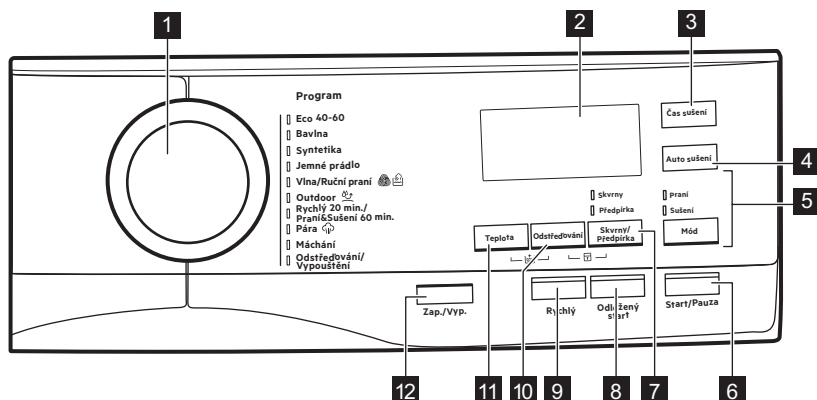 1
2
3
Program
Eco 40-60
Bavlna
Syntetika
Jemné prádlo
Vlna/Ruční praní
Outdoor
Rychlý 20 min./
Praní&Sušení 60 min.
Pára
Máchání
Odstřeďování/
Vypouštění
Čas sušení
Auto sušení
4
5
Skvrny
Předpírka
Praní
Sušení
Teplota
Odstřeďování
Skvrny/
Předpírka
Mód
Zap./Vyp.
Rychlý
Odložený
start
Start/Pauza
12
11
10
9
8
7
6